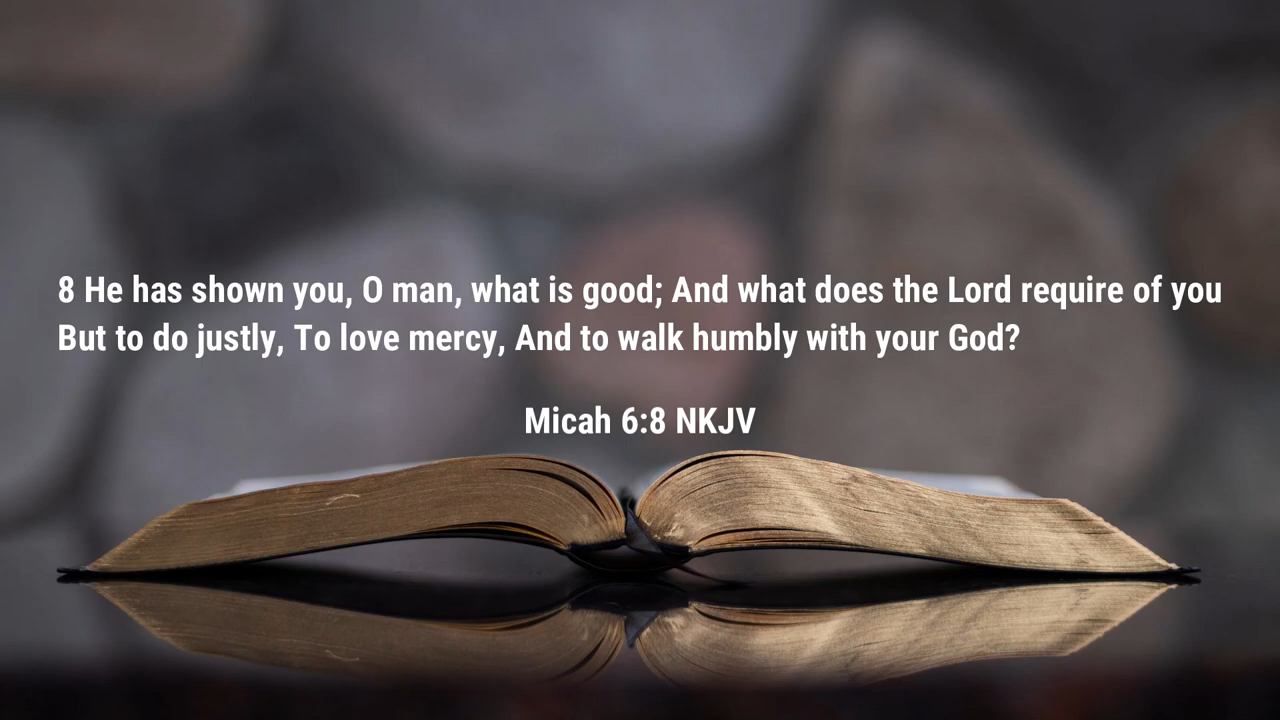 8 He has shown you, O man, what is good; And what does the Lord require of you
But to do justly, To love mercy, And to walk humbly with your God?
Micah 6:8 NKJV